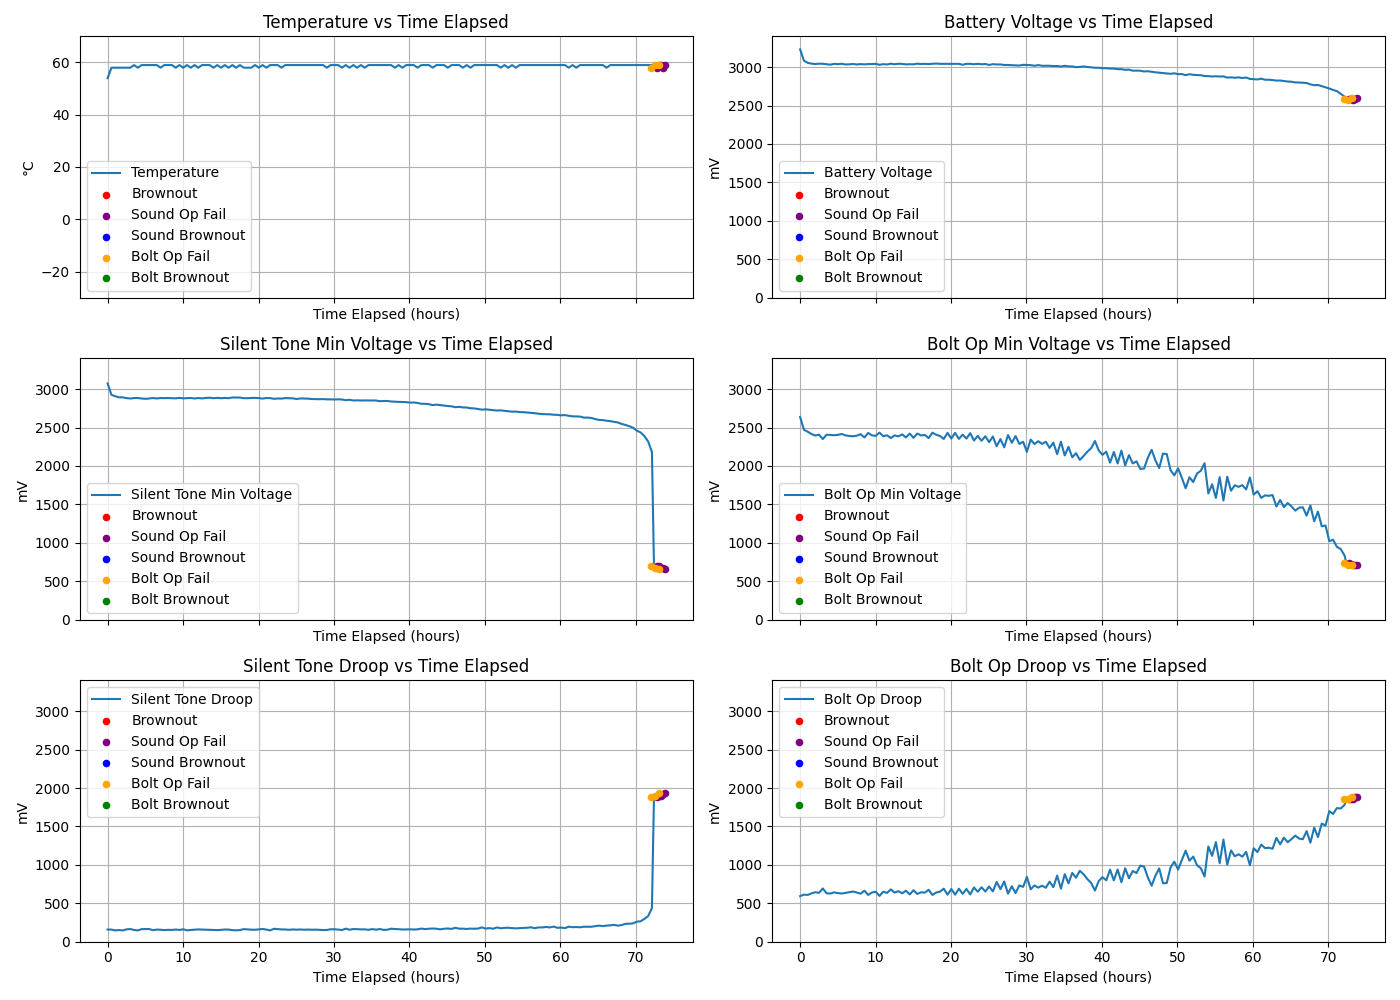 Temperature vs Time Elapsed
60
40
20
0
−20
°C
Temperature
Brownout
Sound Op Fail
Sound Brownout
Bolt Op Fail
Bolt Brownout
Time Elapsed (hours)
Battery Voltage vs Time Elapsed
3000
2500
2000
1500
1000
500
0
mV
Battery Voltage
Brownout
Sound Op Fail
Sound Brownout
Bolt Op Fail
Bolt Brownout
Time Elapsed (hours)
Silent Tone Min Voltage vs Time Elapsed
3000
2500
2000
1500
1000
500
0
mV
Silent Tone Min Voltage
Brownout
Sound Op Fail
Sound Brownout
Bolt Op Fail
Bolt Brownout
Time Elapsed (hours)
Bolt Op Min Voltage vs Time Elapsed
3000
2500
2000
1500
1000
500
0
mV
Bolt Op Min Voltage
Brownout
Sound Op Fail
Sound Brownout
Bolt Op Fail
Bolt Brownout
Time Elapsed (hours)
Silent Tone Droop vs Time Elapsed
3000
2500
2000
1500
1000
500
0
mV
Silent Tone Droop
Brownout
Sound Op Fail
Sound Brownout
Bolt Op Fail
Bolt Brownout
0 10 20 30 40 50 60 70
Time Elapsed (hours)
Bolt Op Droop vs Time Elapsed
3000
2500
2000
1500
1000
500
0
mV
Bolt Op Droop
Brownout
Sound Op Fail
Sound Brownout
Bolt Op Fail
Bolt Brownout
0 10 20 30 40 50 60 70
Time Elapsed (hours)